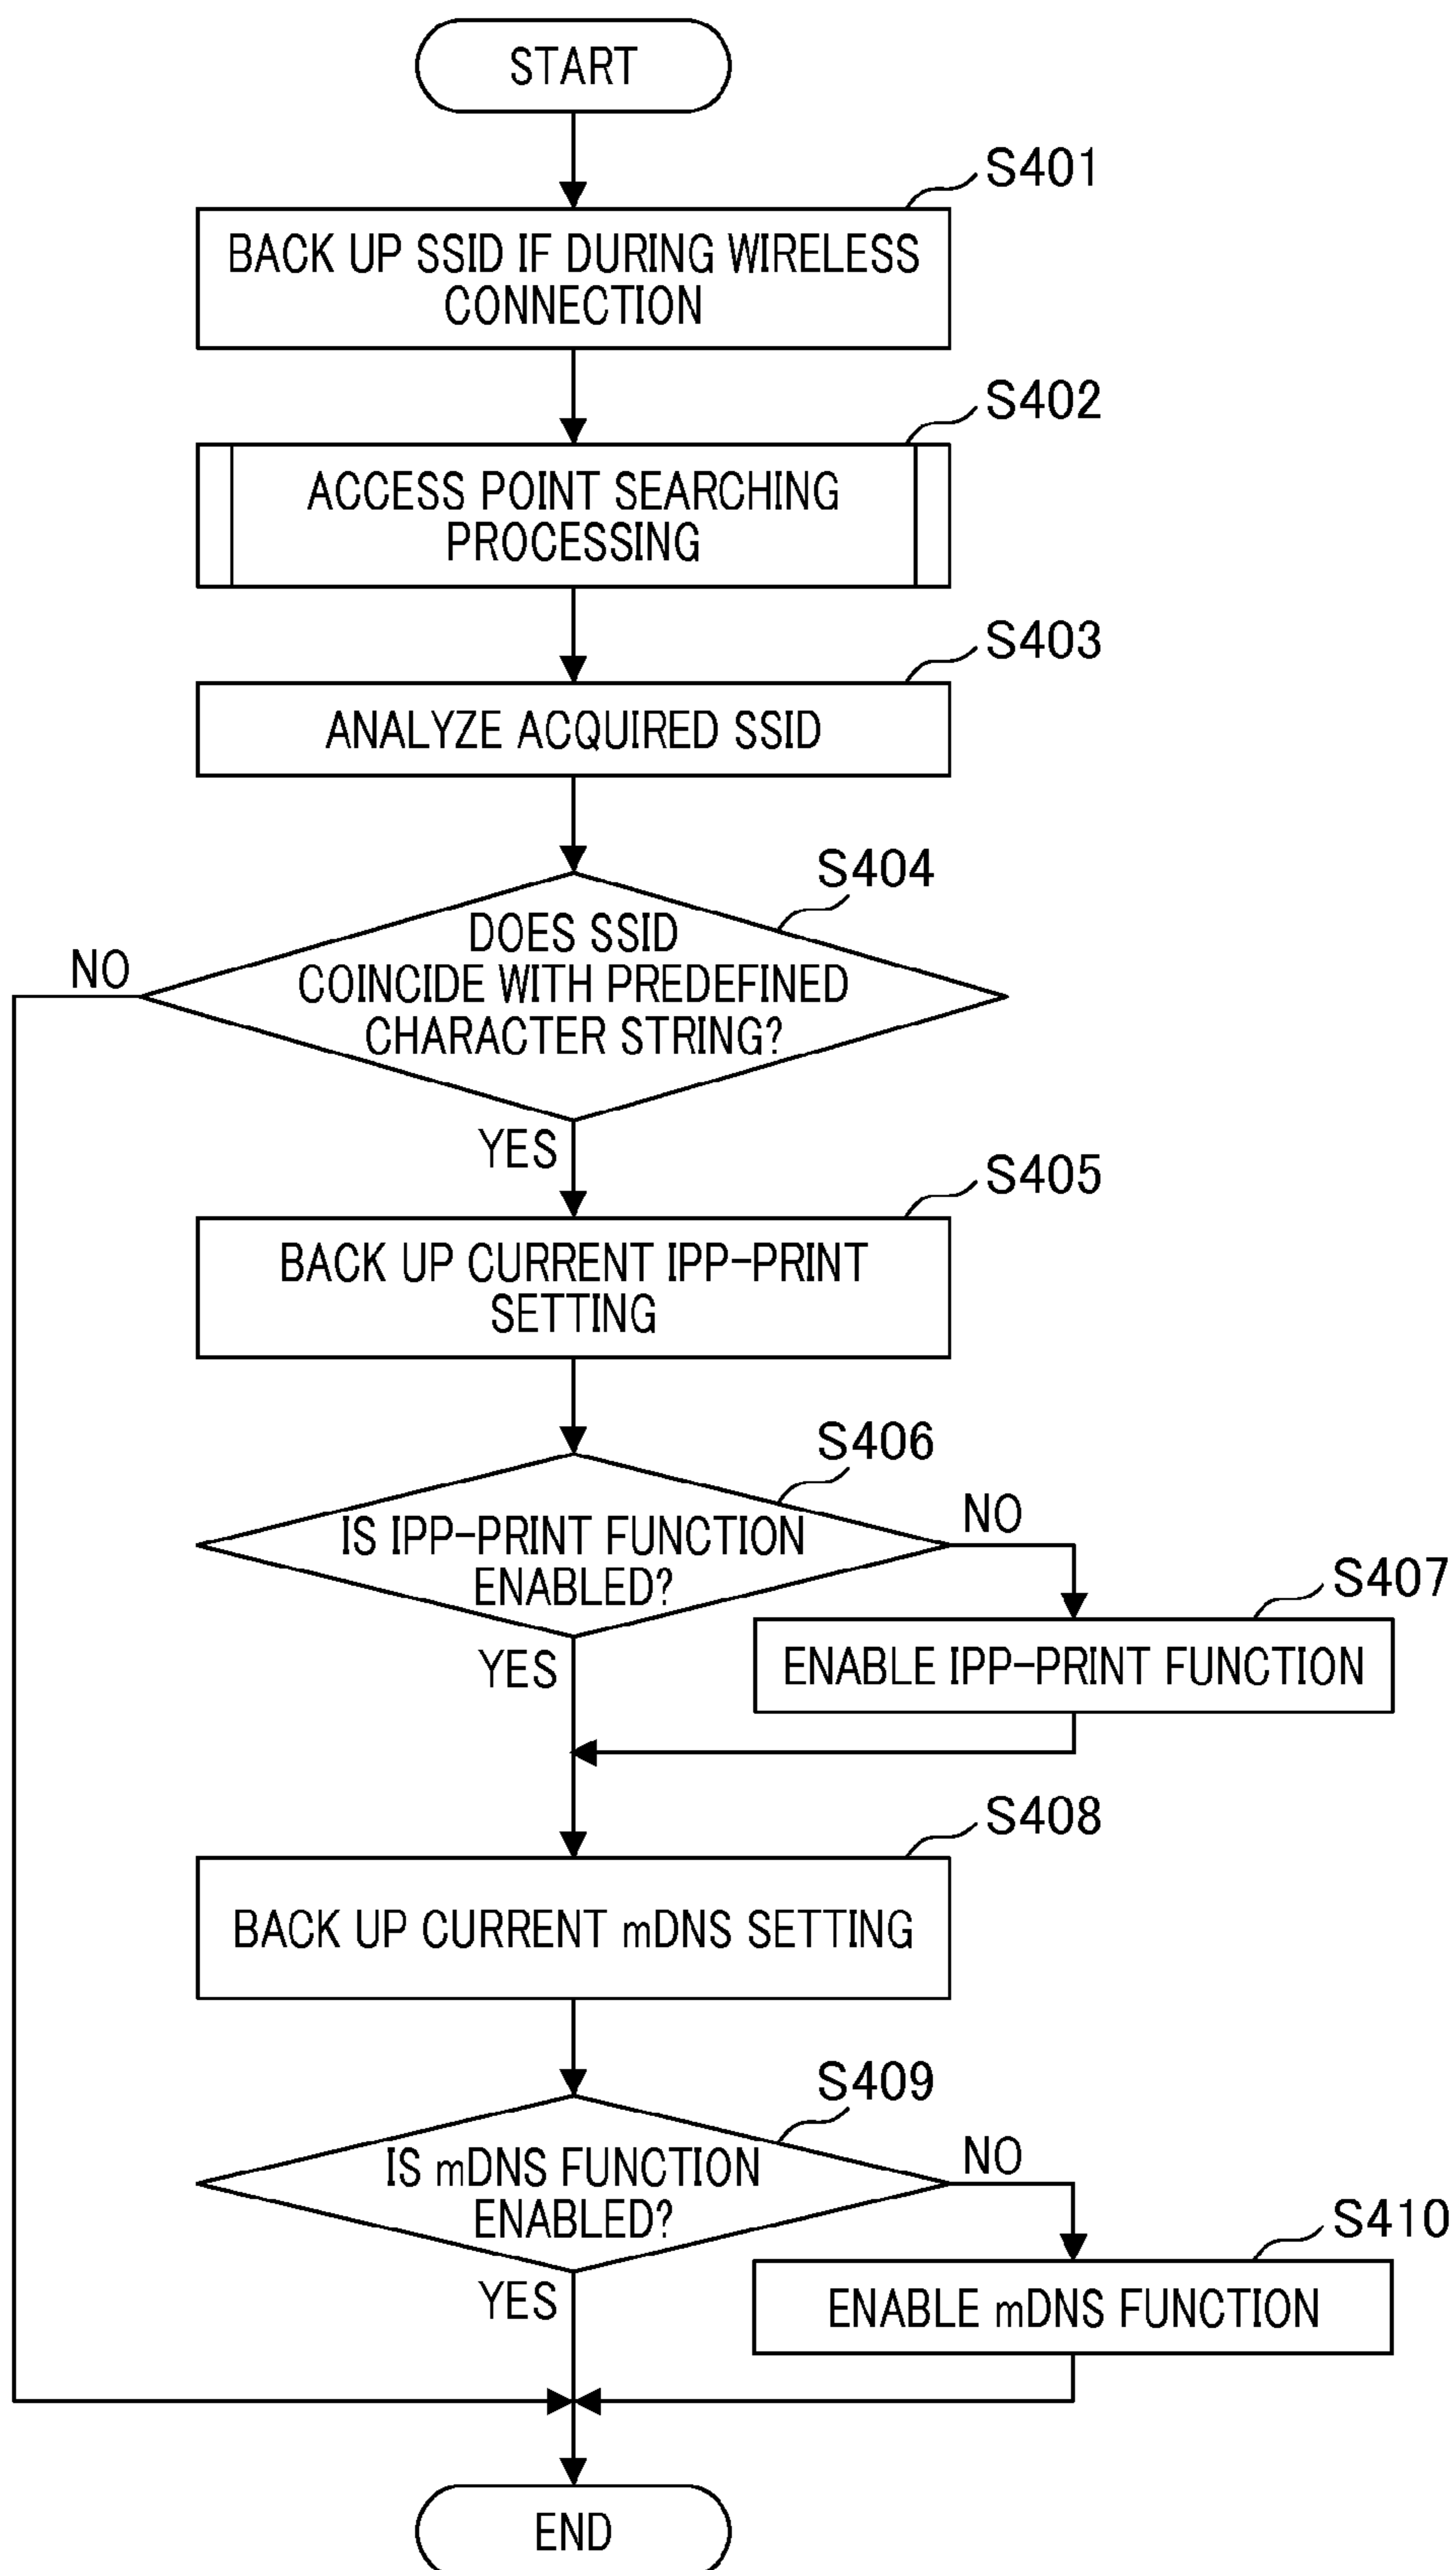 START
S401
BACK UP SSID IF DURING WIRELESS
CONNECTION
S402
ACCESS POINT SEARCHING
PROCESSING
S403
ANALYZE ACQUIRED SSID
S404
DOES SSID
COINCIDE WITH PREDEFINED
CHARACTER STRING?
NO
YES
S405
BACK UP CURRENT IPP-PRINT
SETTING
S406
IS IPP-PRINT FUNCTION
ENABLED?
NO
YES
S407
ENABLE IPP-PRINT FUNCTION
S408
BACK UP CURRENT mDNS SETTING
S409
IS mDNS FUNCTION
ENABLED?
NO
YES
S410
ENABLE mDNS FUNCTION
END